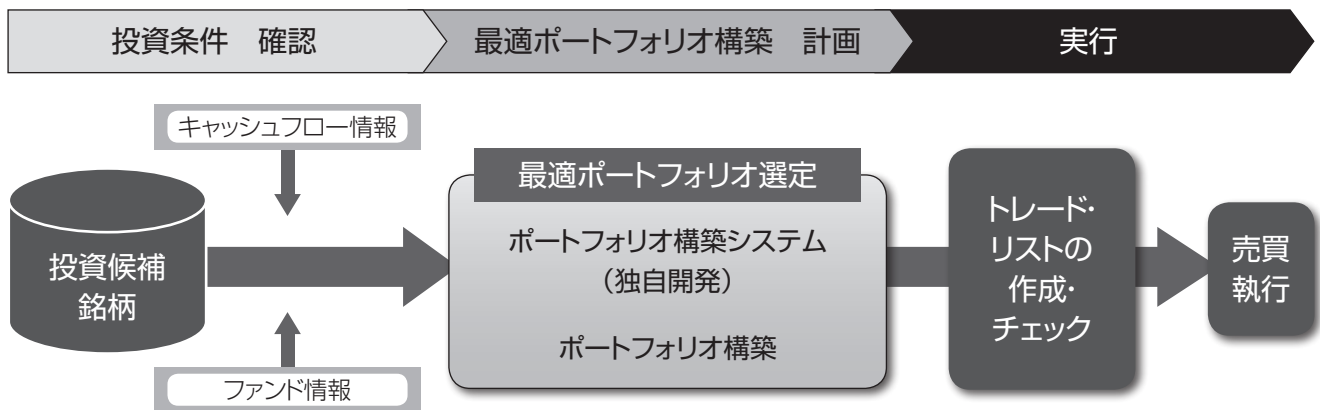 投資条件　確認
最適ポートフォリオ構築　計画
実行
キャッシュフロー情報
投資候補
銘柄
ファンド情報
最適ポートフォリオ選定
ポートフォリオ構築システム
（独自開発）
ポートフォリオ構築
トレード・
リストの
作成・
チェック
売買
執行